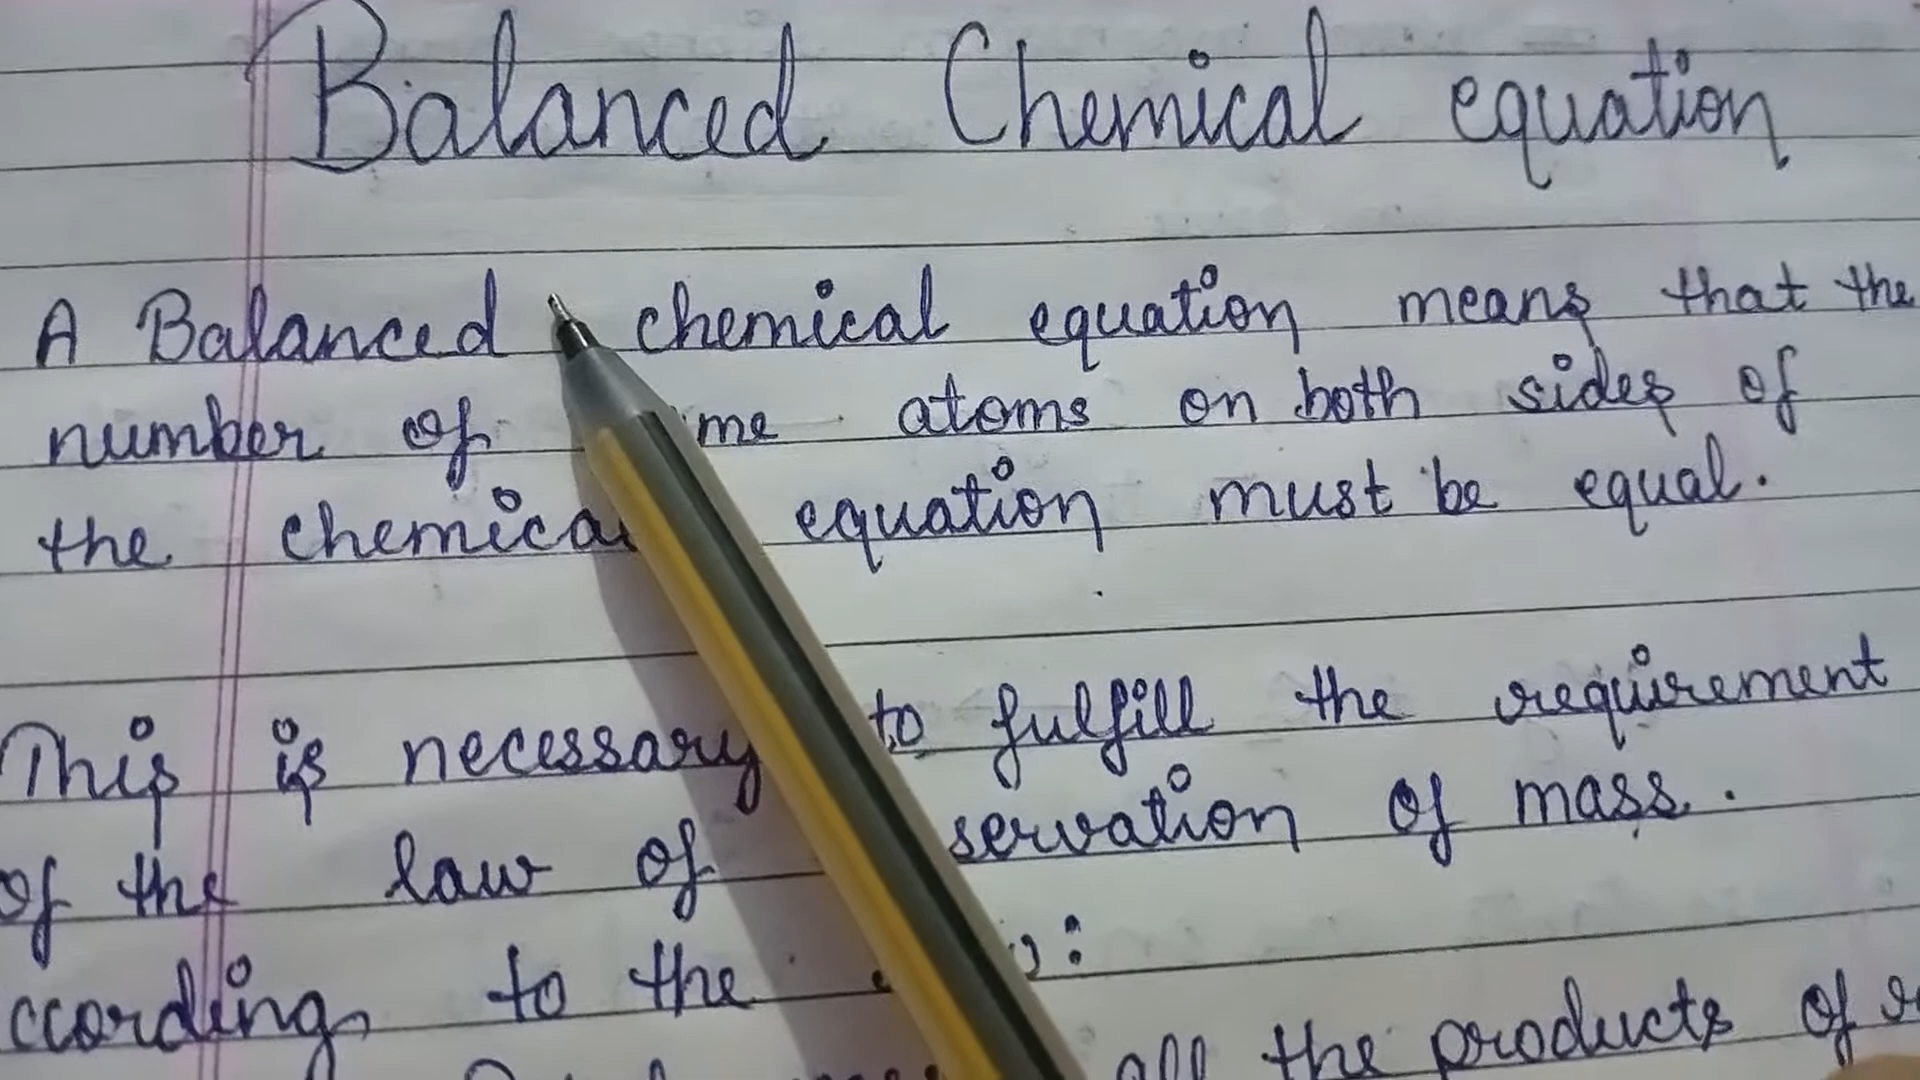 Balanced Chemical equation
A Balanced chemical equation means that the
number of me atoms on both sides of
the chemica equation must be equal.
This is necessary to fulfill the requirement
of the law of servation of mass.
ccording to the :
all the products of